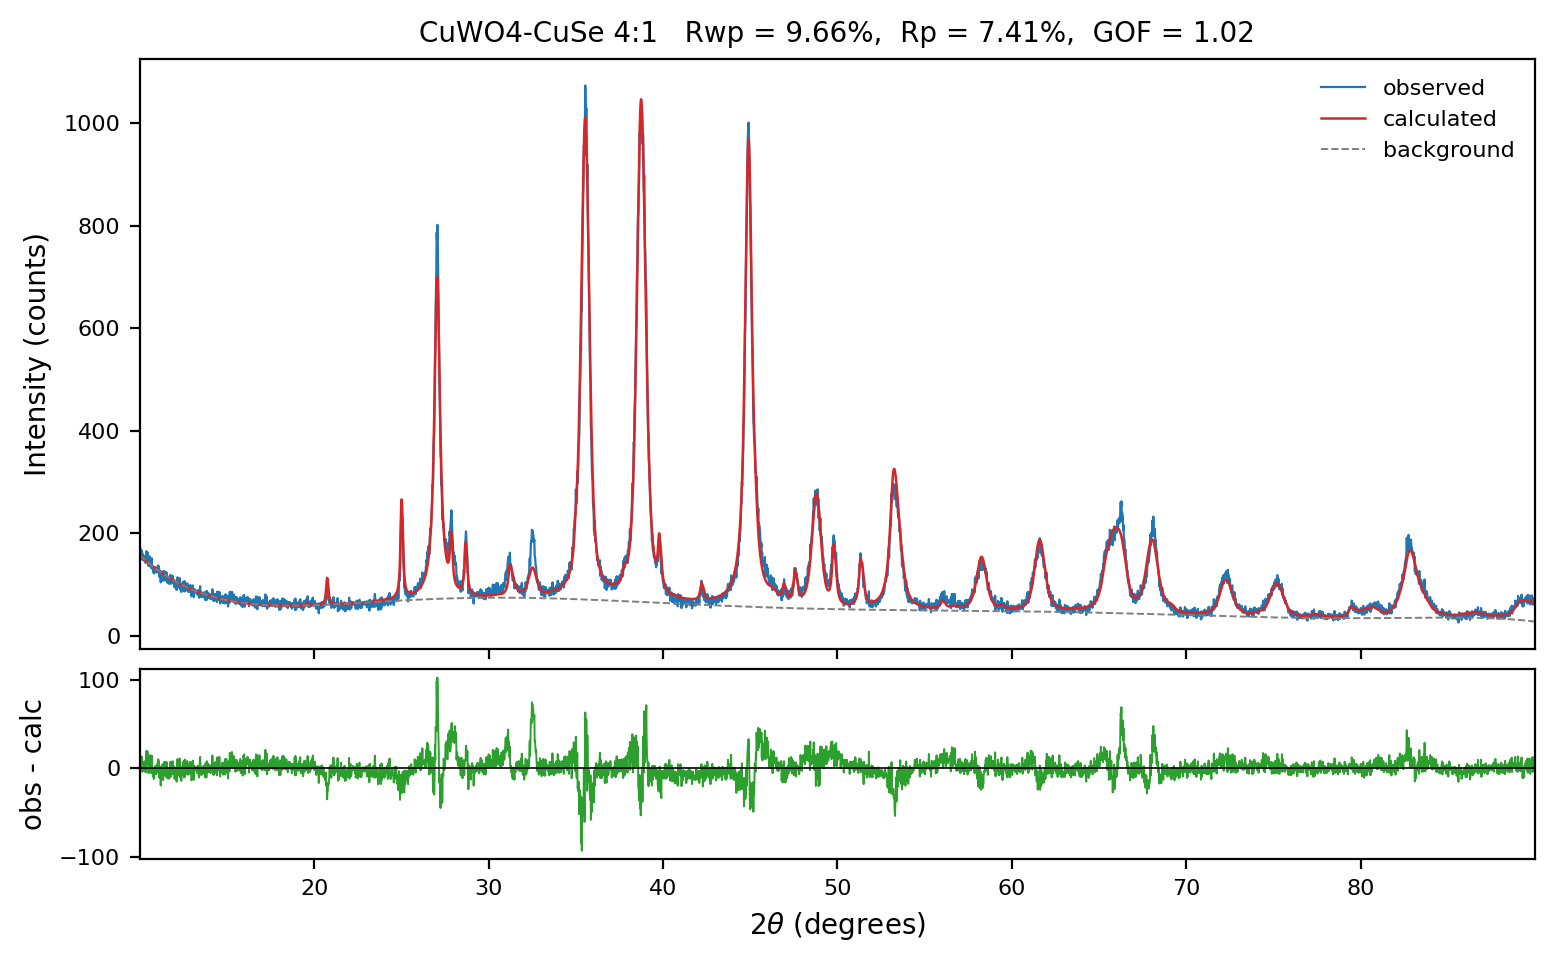 CuWO4-CuSe 4:1   Rwp = 9.66%,  Rp = 7.41%,  GOF = 1.02
observed
calculated
background
Intensity (counts)
1000
800
600
400
200
0
obs - calc
100
0
−100
20 30 40 50 60 70 80
2θ (degrees)